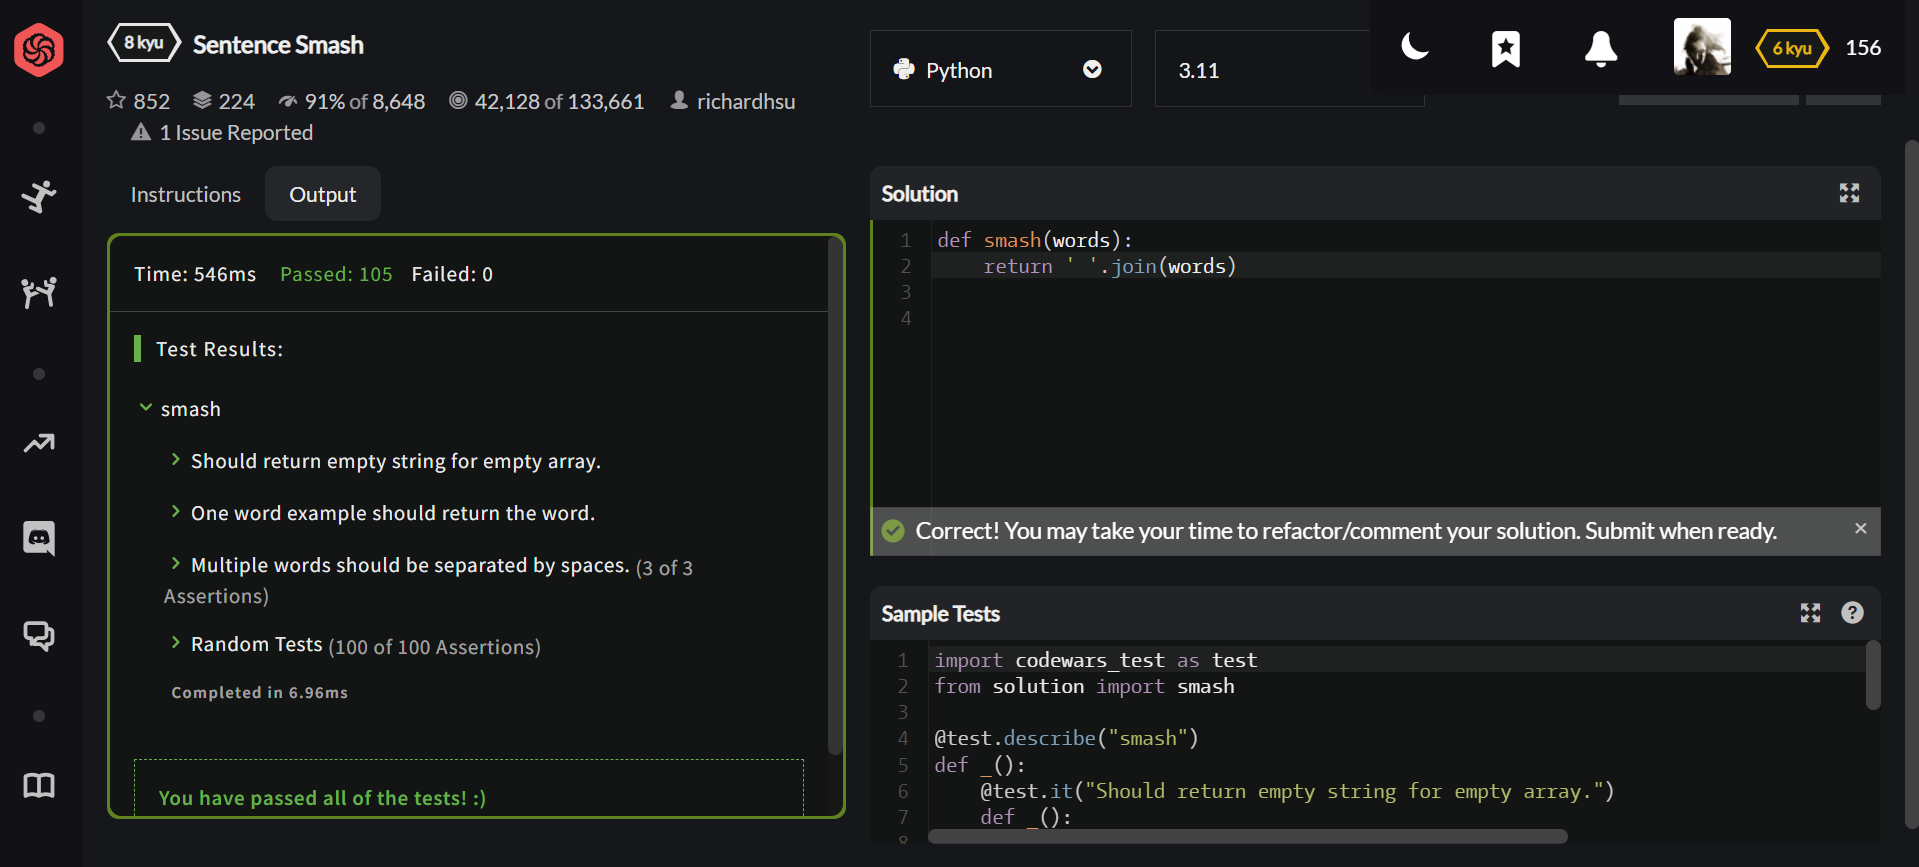 8 kyu Sentence Smash
852 224 91% of 8,648 42,128 of 133,661 richardhsu
1 Issue Reported
Python 3.11
6 kyu 156
Instructions Output
Time: 546ms Passed: 105 Failed: 0
Test Results:
smash
Should return empty string for empty array.
One word example should return the word.
Multiple words should be separated by spaces. (3 of 3
Assertions)
Random Tests (100 of 100 Assertions)
Completed in 6.96ms
You have passed all of the tests! :)
Solution
1 def smash(words):
2 return ' '.join(words)
3
4
Correct! You may take your time to refactor/comment your solution. Submit when ready. ×
Sample Tests ?
1 import codewars_test as test
2 from solution import smash
3
4 @test.describe("smash")
5 def _():
6 @test.it("Should return empty string for empty array.")
7 def _():
8